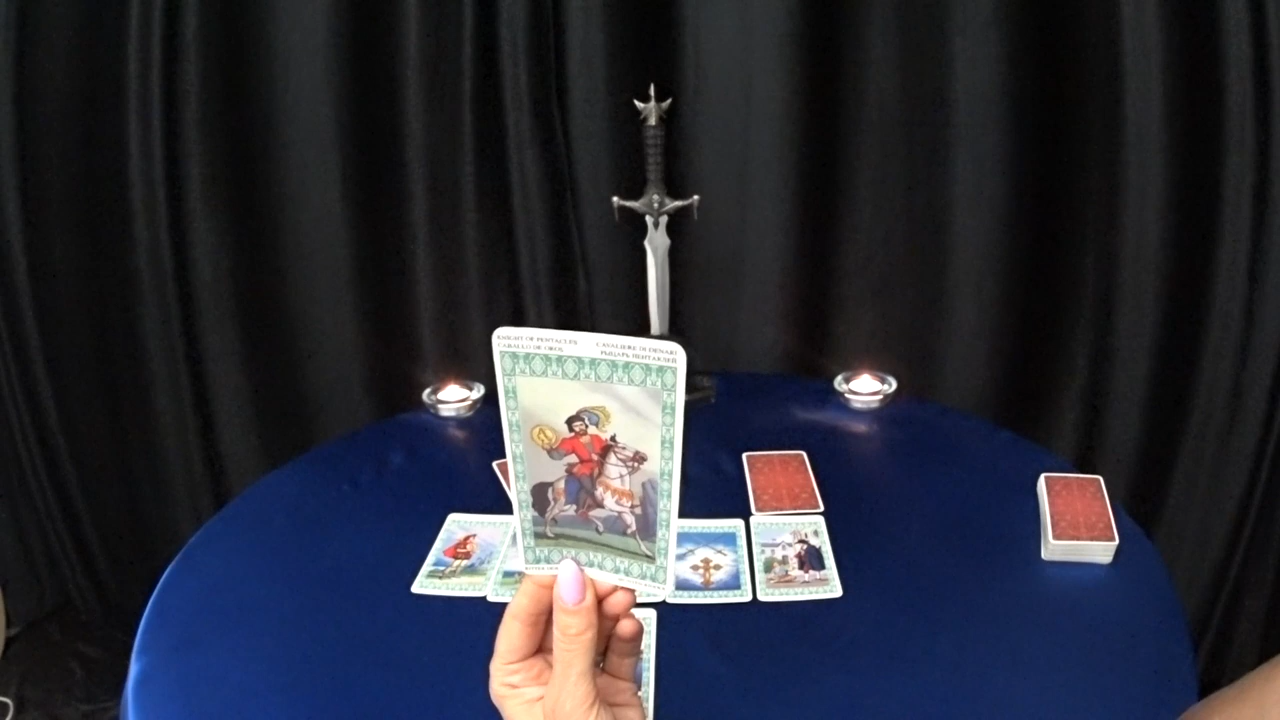 KNIGHT OF PENTACLES
CABALLO DE OROS
CAVALIERE DI DENARI
РЫЦАРЬ ПЕНТАКЛЕЙ